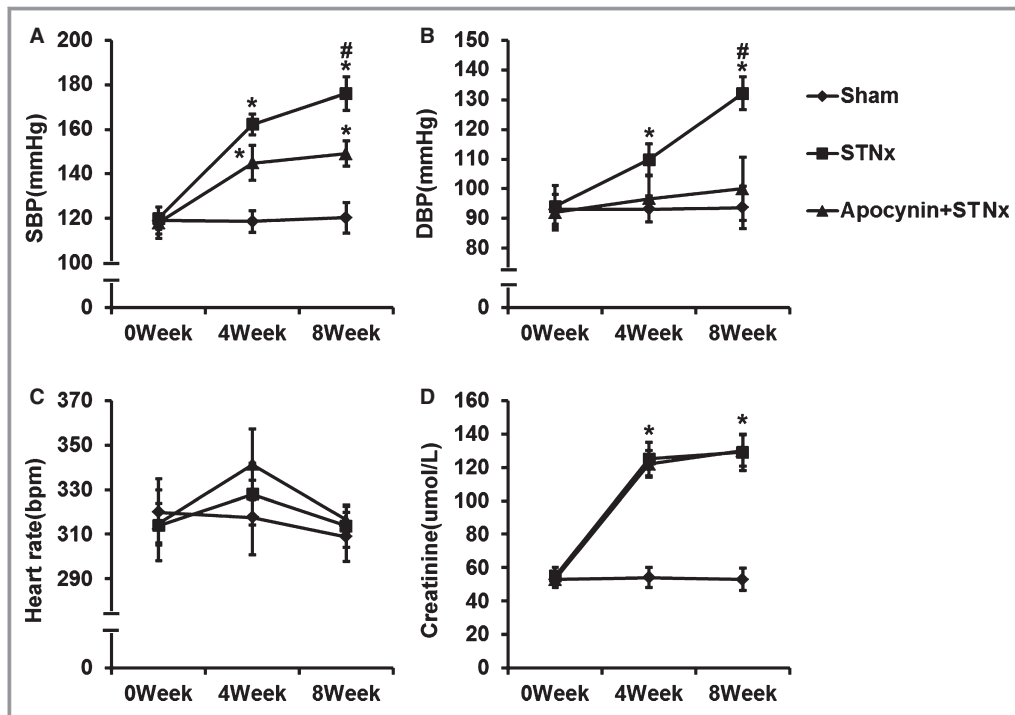 A
SBP(mmHg)
200
180
160
140
120
100
0
* * * * #
0Week 4Week 8Week
B
DBP(mmHg)
150
140
130
120
110
100
90
80
0
* * #
0Week 4Week 8Week
Sham
STNx
Apocynin+STNx
C
Heart rate(bpm)
370
350
330
310
290
0
0Week 4Week 8Week
D
Creatinine(umol/L)
160
140
120
100
80
60
40
20
0
* *
0Week 4Week 8Week